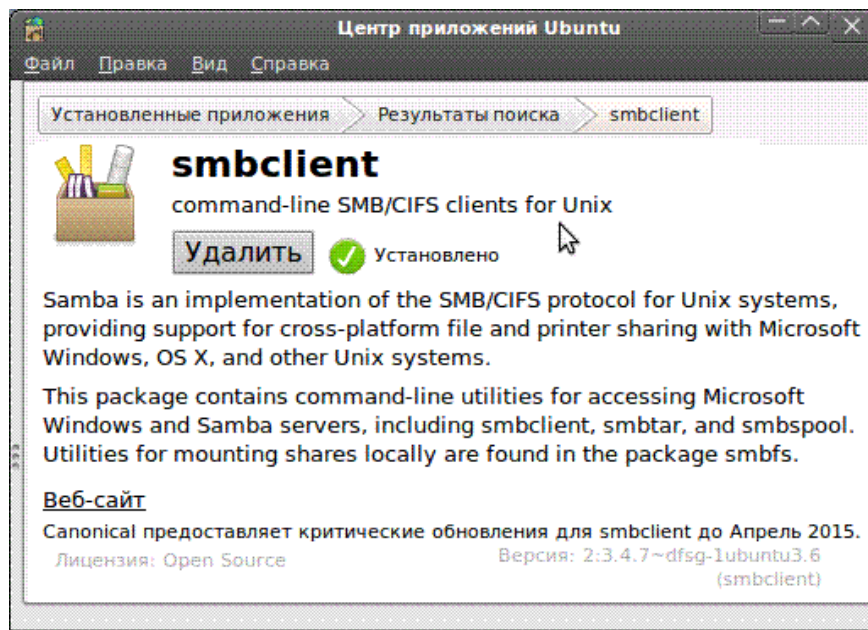 Центр приложений Ubuntu
Файл Правка Вид Справка
Установленные приложения Результаты поиска smbclient
smbclient
command-line SMB/CIFS clients for Unix
Удалить Установлено
Samba is an implementation of the SMB/CIFS protocol for Unix systems,
providing support for cross-platform file and printer sharing with Microsoft
Windows, OS X, and other Unix systems.
This package contains command-line utilities for accessing Microsoft
Windows and Samba servers, including smbclient, smbtar, and smbspool.
Utilities for mounting shares locally are found in the package smbfs.
Веб-сайт
Canonical предоставляет критические обновления для smbclient до Апрель 2015.
Лицензия: Open Source Версия: 2:3.4.7~dfsg-1ubuntu3.6
(smbclient)